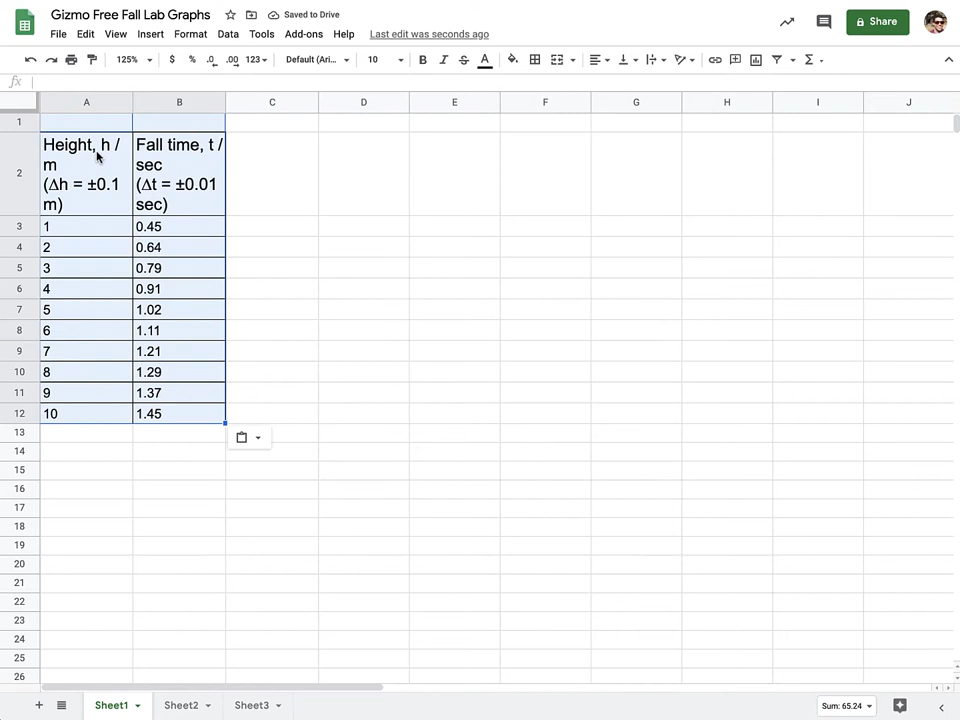 Gizmo Free Fall Lab Graphs
Saved to Drive
File Edit View Insert Format Data Tools Add-ons Help Last edit was seconds ago
Share
125% $ % .0 .00 123 Default (Ari... 10 B I S A
fx
A B C D E F G H I J
1
2
Height, h /
m
(Δh = ±0.1
m)
Fall time, t /
sec
(Δt = ±0.01
sec)
3 1 0.45
4 2 0.64
5 3 0.79
6 4 0.91
7 5 1.02
8 6 1.11
9 7 1.21
10 8 1.29
11 9 1.37
12 10 1.45
13
14
15
16
17
18
19
20
21
22
23
24
25
26
Sheet1 Sheet2 Sheet3 Sum: 65.24